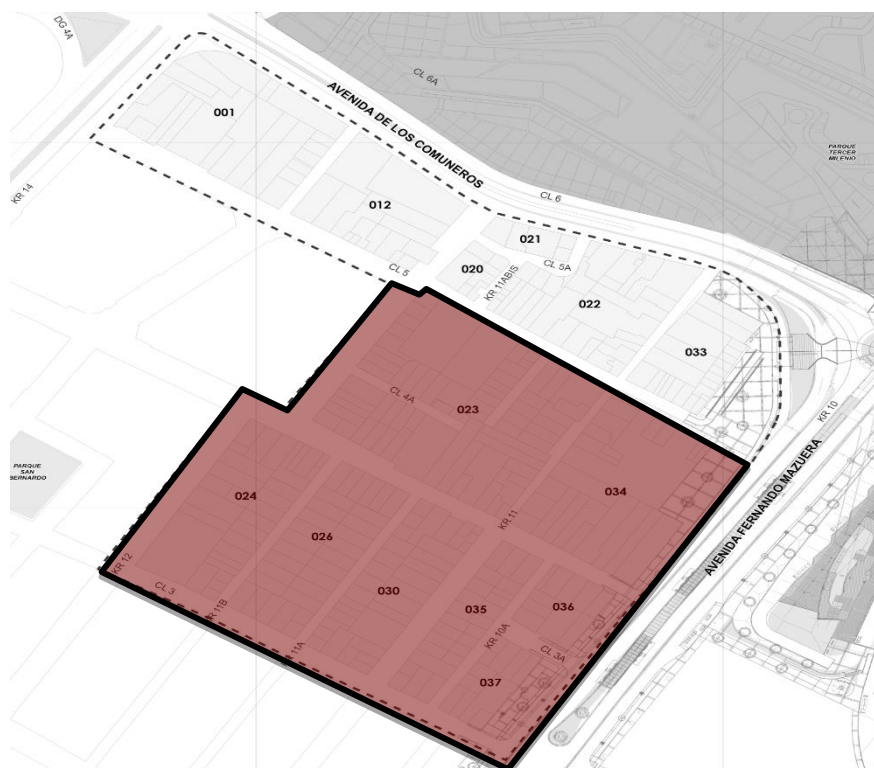 DG 4A
CL 6A
001
AVENIDA DE LOS COMUNEROS
PARQUE
TERCER
MILENIO
KR 14
CL 6
012
021
CL 5
020
CL 5A
KR 11ABIS
022
033
KR 10
CL 4A
023
AVENIDA FERNANDO MAZUERA
PARQUE
SAN
BERNARDO
024
034
KR 11
026
KR 12
CL 3
030
035
036
KR 11B
KR 10A
CL 3A
11A
037